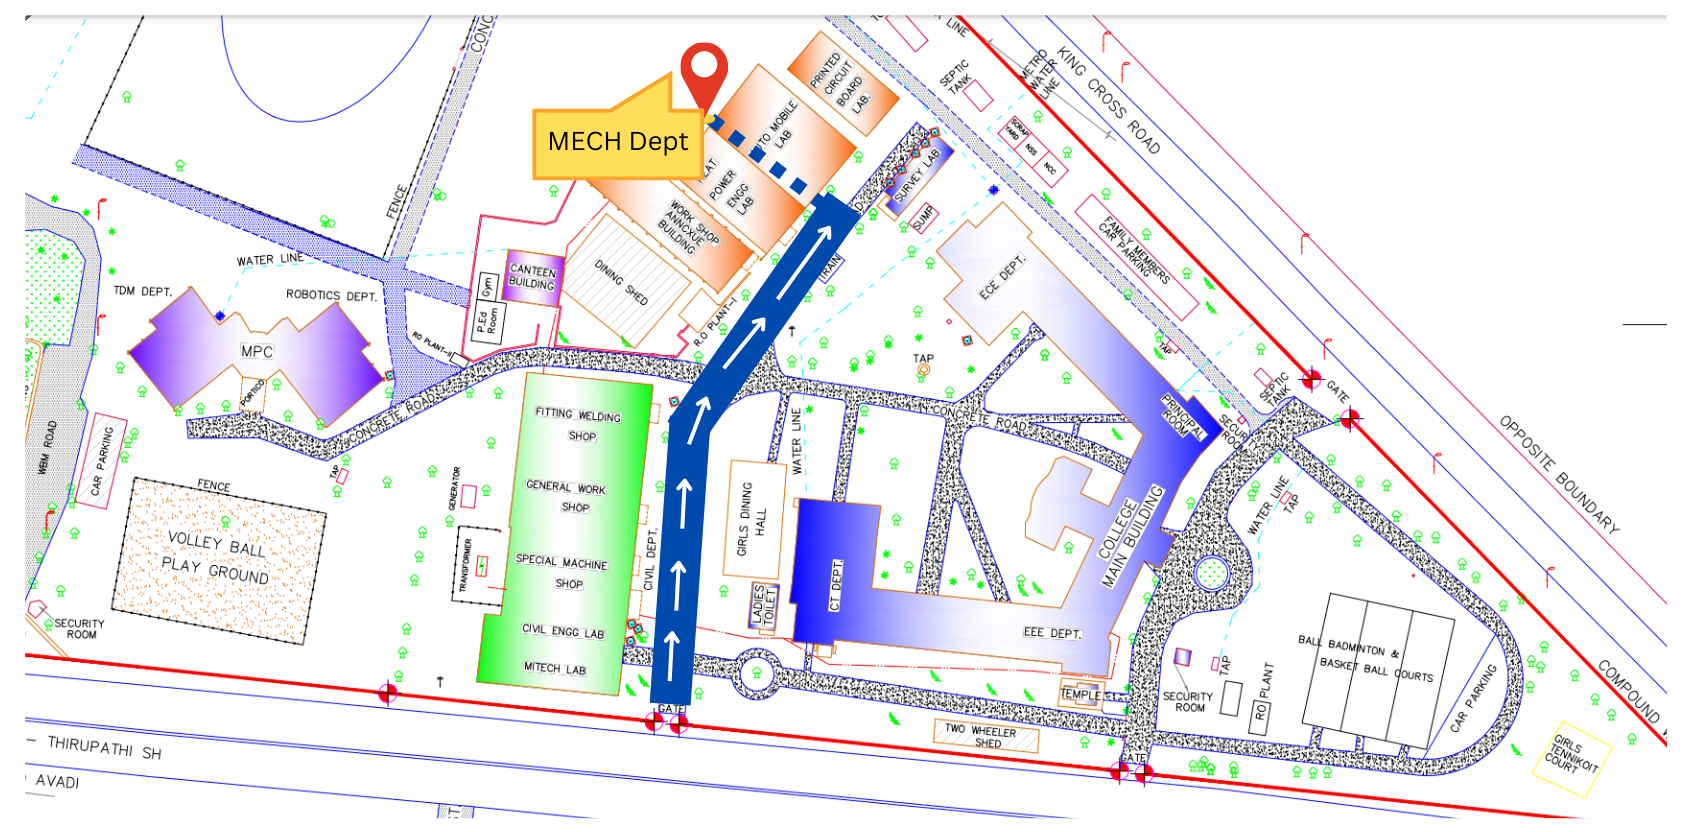 CONC
LINE
SEPTIC
TANK
METRO
WATER
LINE
KING CROSS ROAD
PRINTED
CIRCUIT
BOARD
LAB.
MECH Dept
AUTO MOBILE
LAB
SCRAP
YARD
NSS
NCC
HEAT
POWER
ENGG
LAB
SURVEY LAB
SUMP
FENCE
WORK SHOP
ANNCXUE
BUILDING
FAMILY MEMBERS
CAR PARKING
WATER LINE
CANTEEN
BUILDING
DINING SHED
ECE DEPT.
TDM DEPT.
ROBOTICS DEPT.
Gym
P.Ed
Room
R.O PLANT-I
RO PLANT-II
MPC
PORTICO
TAP
TAP
SEPTIC
TANK
GATE
CONCRETE ROAD
CONCRETE ROAD
PRINCIPAL
ROOM
OPPOSITE BOUNDARY
FITTING WELDING
SHOP
WBM ROAD
CAR PARKING
TAP
GENERATOR
WATER LINE
FENCE
GENERAL WORK
SHOP
GIRLS DINING
HALL
COLLEGE
MAIN BUILDING
WATER LINE
TAP
VOLLEY BALL
PLAY GROUND
TRANSFORMER
SPECIAL MACHINE
SHOP
CIVIL DEPT.
CT DEPT.
LADIES
TOILET
SECURITY
ROOM
CIVIL ENGG LAB
EEE DEPT.
MITECH LAB
BALL BADMINTON &
BASKET BALL COURTS
TAP
SECURITY
ROOM
RO PLANT
CAR PARKING
COMPOUND
TEMPLE
GATE
TWO WHEELER
SHED
GATE
GIRLS
TENNIKOIT
COURT
THIRUPATHI SH
AVADI